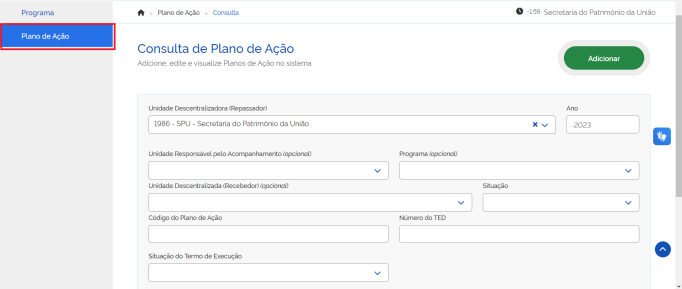 Programa
Plano de Ação
Plano de Ação
Consulta
-1:59 Secretaria do Patrimônio da União
Consulta de Plano de Ação
Adicione, edite e visualize Planos de Ação no sistema
Adicionar
Unidade Descentralizadora (Repassador)
Ano
1986 - SPU - Secretaria do Patrimônio da União
2023
Unidade Responsável pelo Acompanhamento (opcional)
Programa (opcional)
Unidade Descentralizada (Recebedor) (opcional)
Situação
Código do Plano de Ação
Número do TED
Situação do Termo de Execução